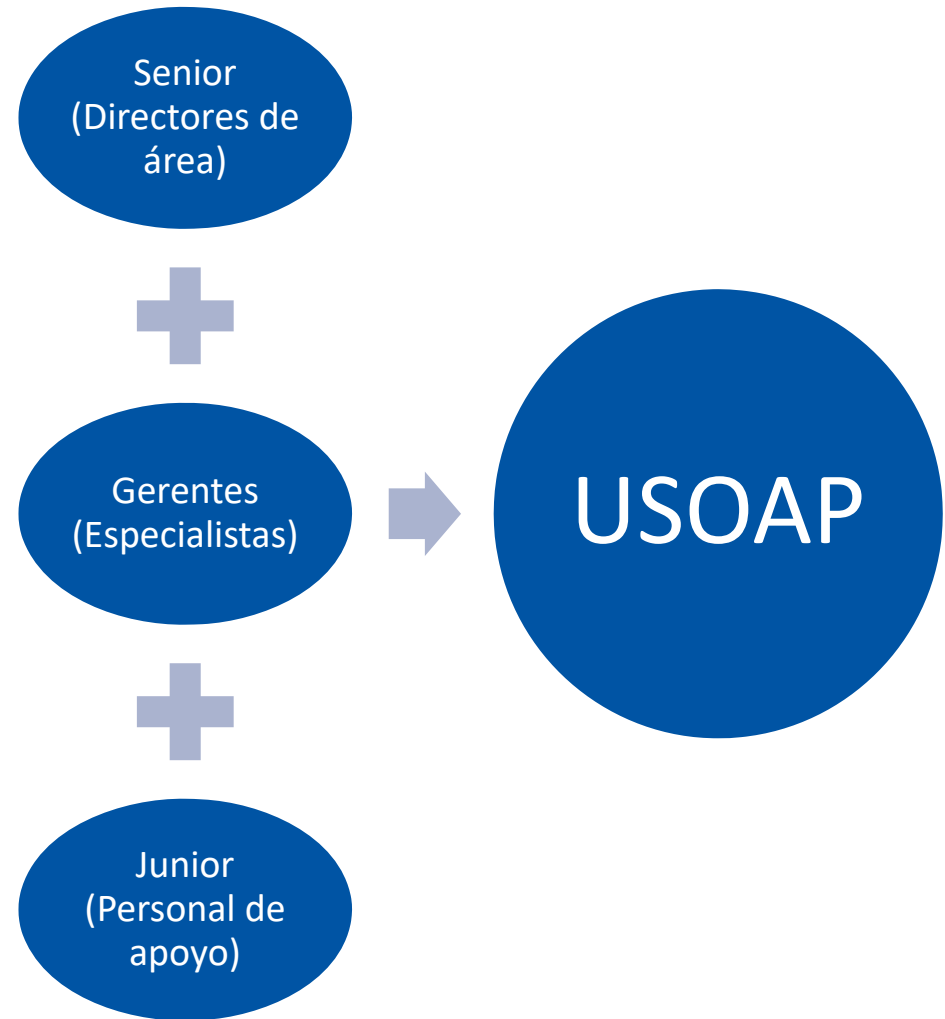 Senior
(Directores de
área)
Gerentes
(Especialistas)
USOAP
Junior
(Personal de
apoyo)